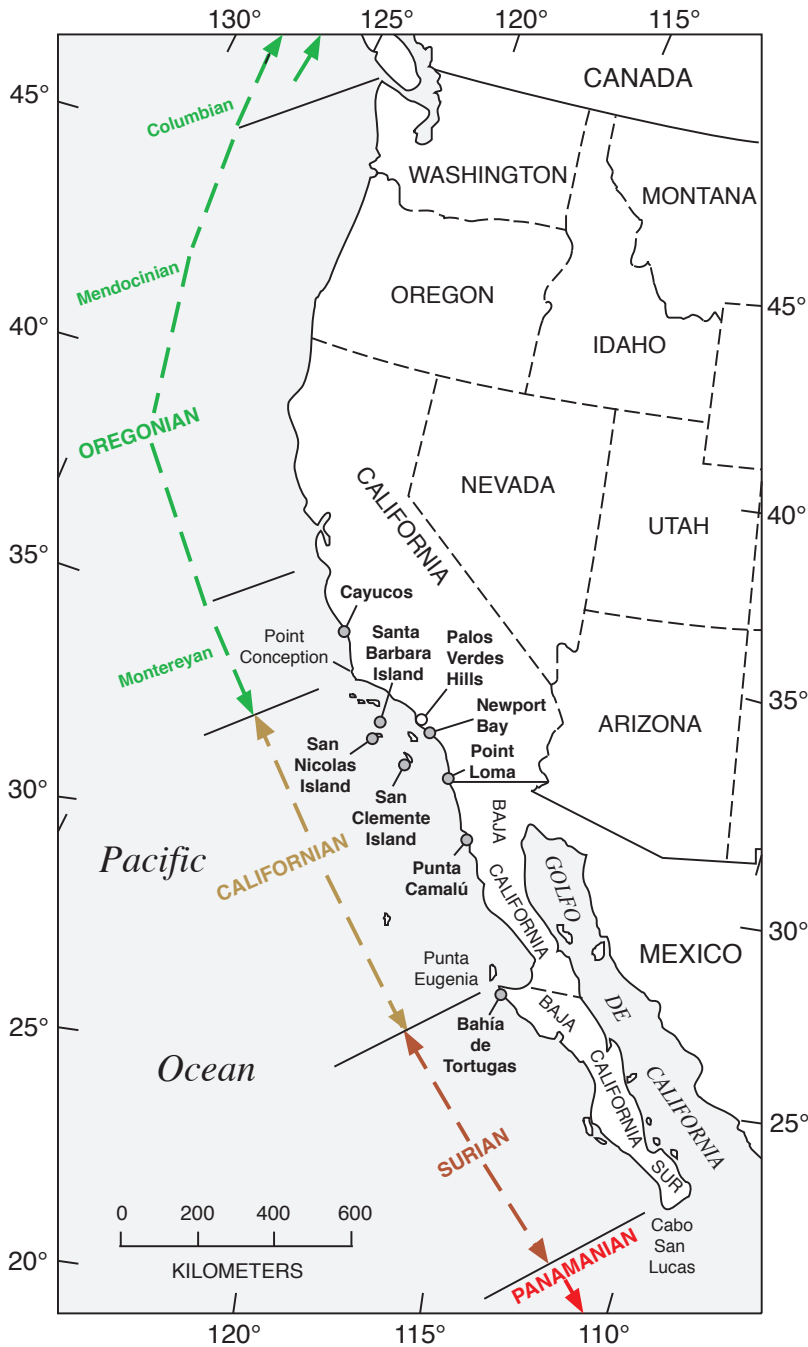 130°
125°
120°
115°
CANADA
45°
Columbian
WASHINGTON
MONTANA
Mendocinian
OREGON
45°
40°
IDAHO
OREGONIAN
CALIFORNIA
NEVADA
40°
UTAH
35°
Cayucos
Point
Conception
Santa
Barbara
Island
Palos
Verdes
Hills
Montereyan
Newport
Bay
ARIZONA
35°
San
Nicolas
Island
Point
Loma
San
Clemente
Island
30°
BAJA
CALIFORNIA
Pacific
CALIFORNIAN
Punta
Camalú
GOLFO
DE
CALIFORNIA
30°
MEXICO
Punta
Eugenia
25°
Bahía
de
Tortugas
BAJA
CALIFORNIA
SUR
Ocean
25°
SURIAN
0 200 400 600
KILOMETERS
Cabo
San
Lucas
20°
PANAMANIAN
120°
115°
110°